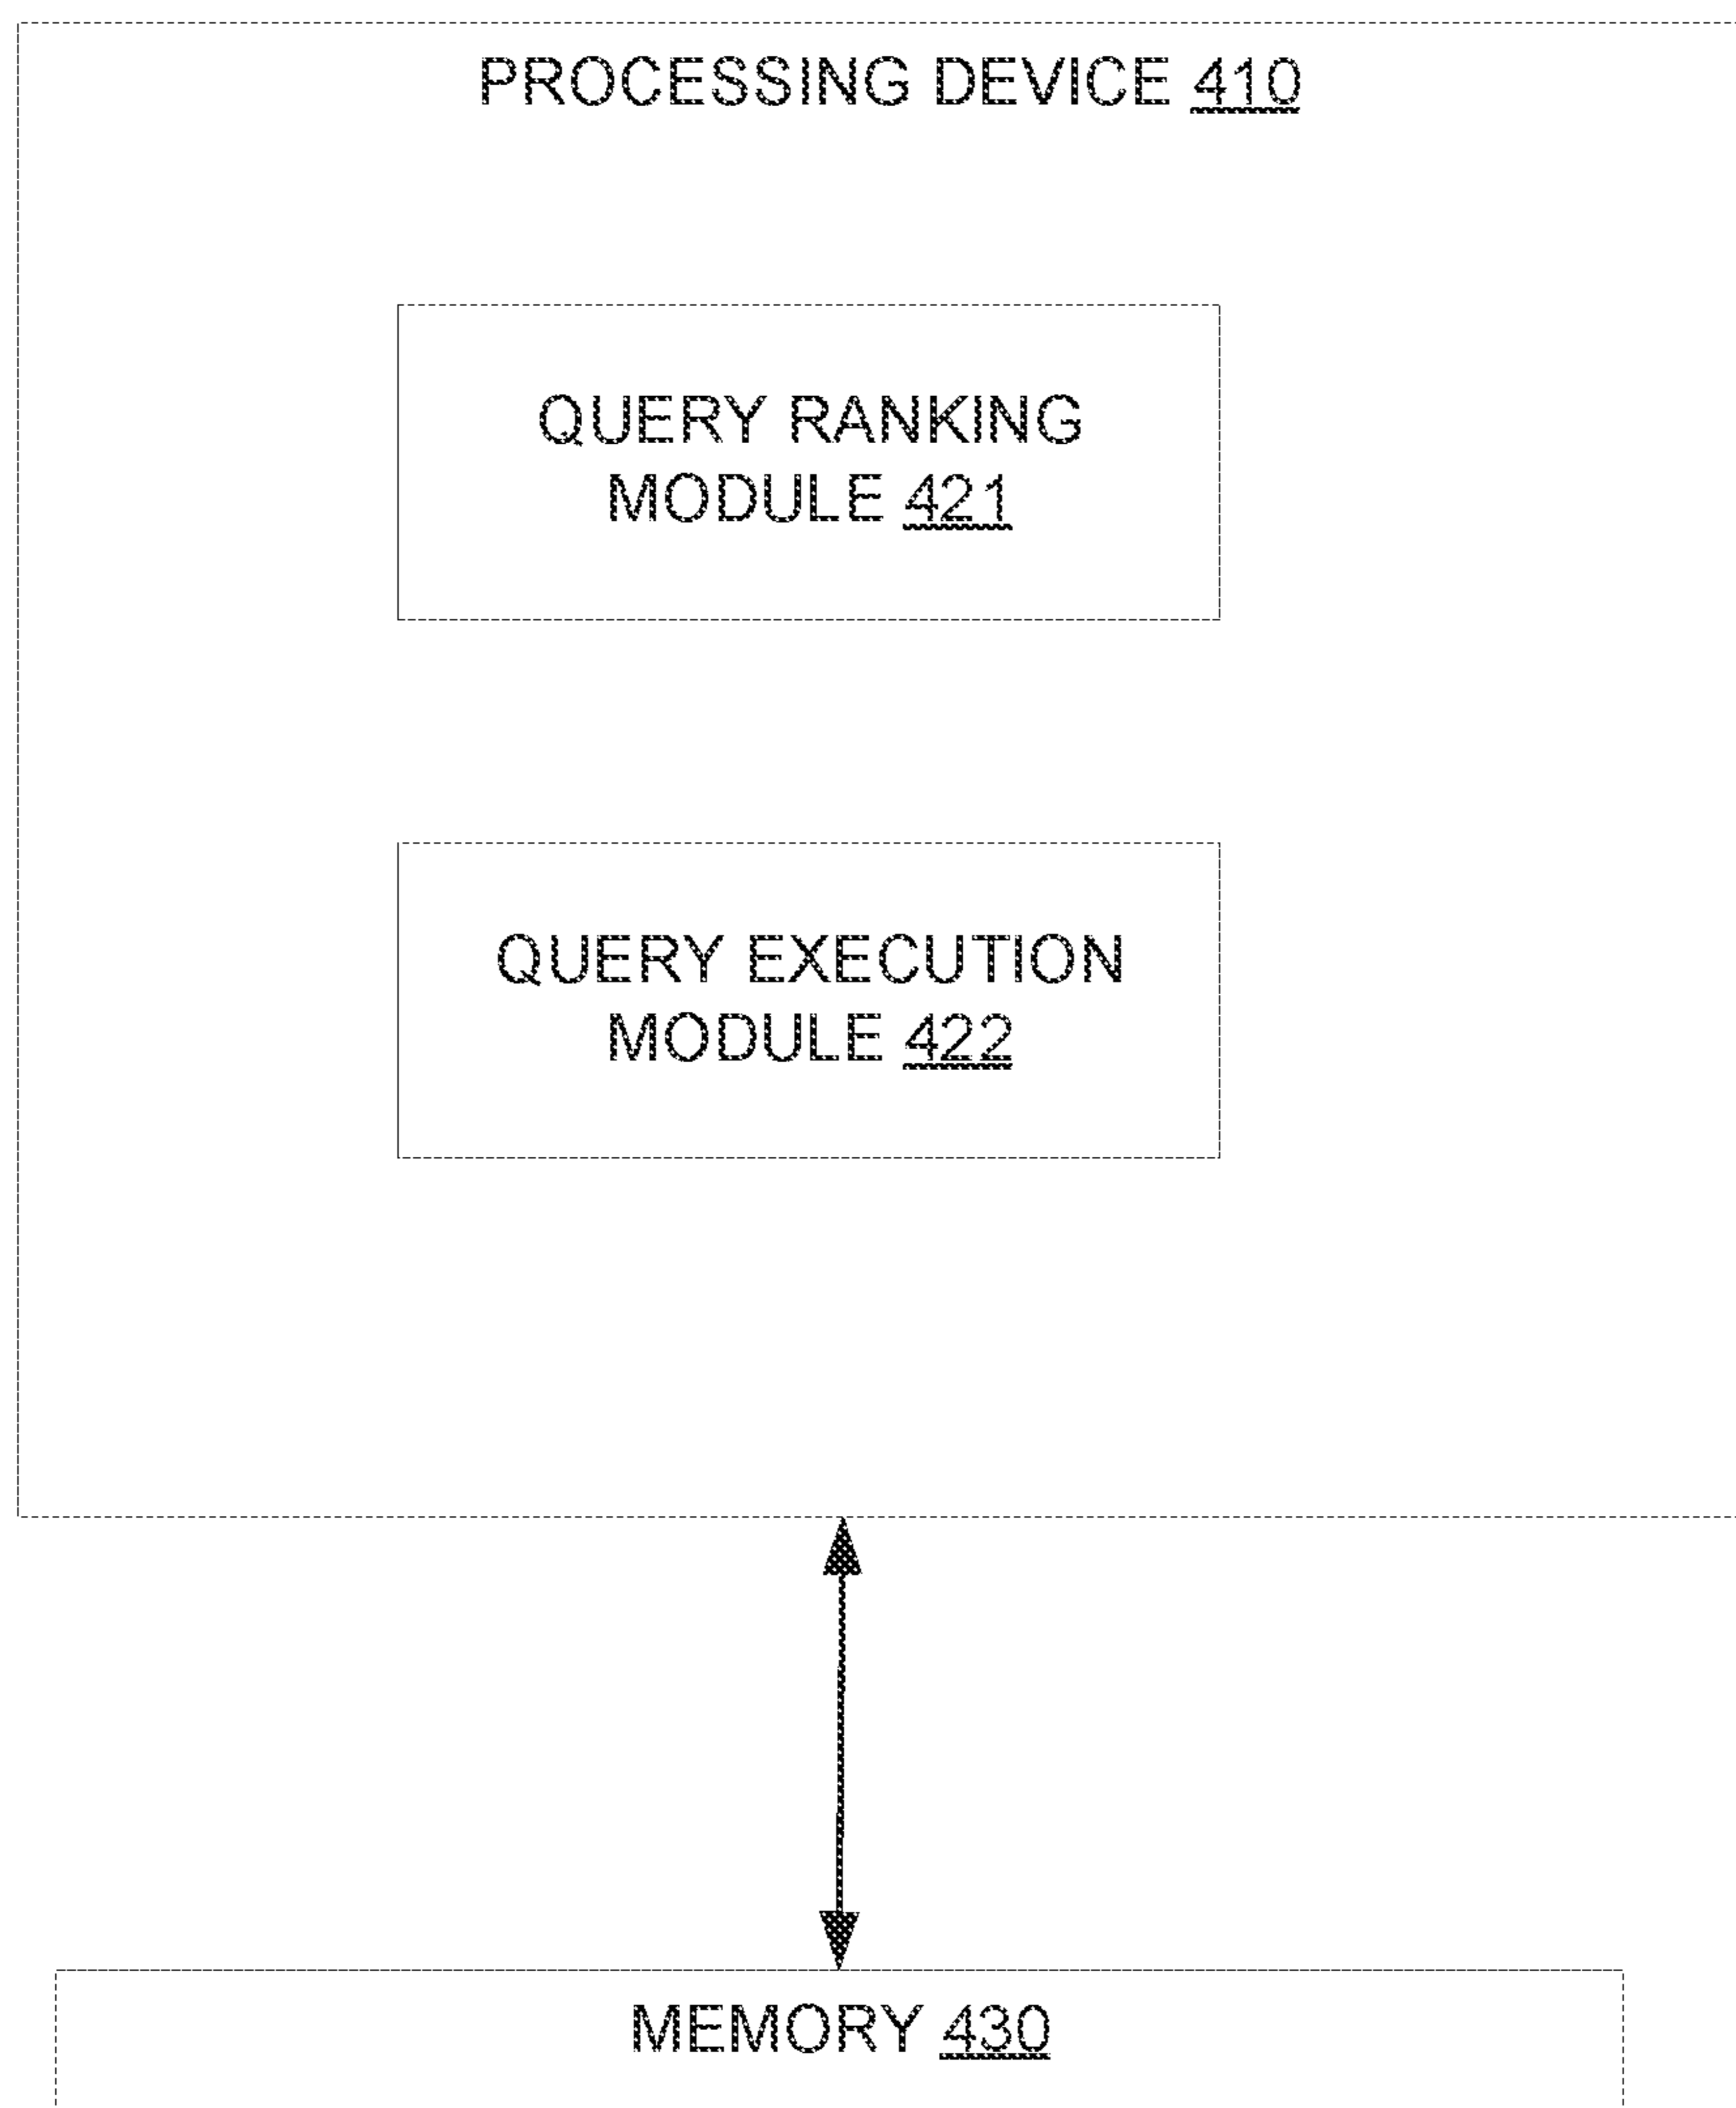 PROCESSING DEVICE 410
QUERY RANKING
MODULE 421
QUERY EXECUTION
MODULE 422
MEMORY 430